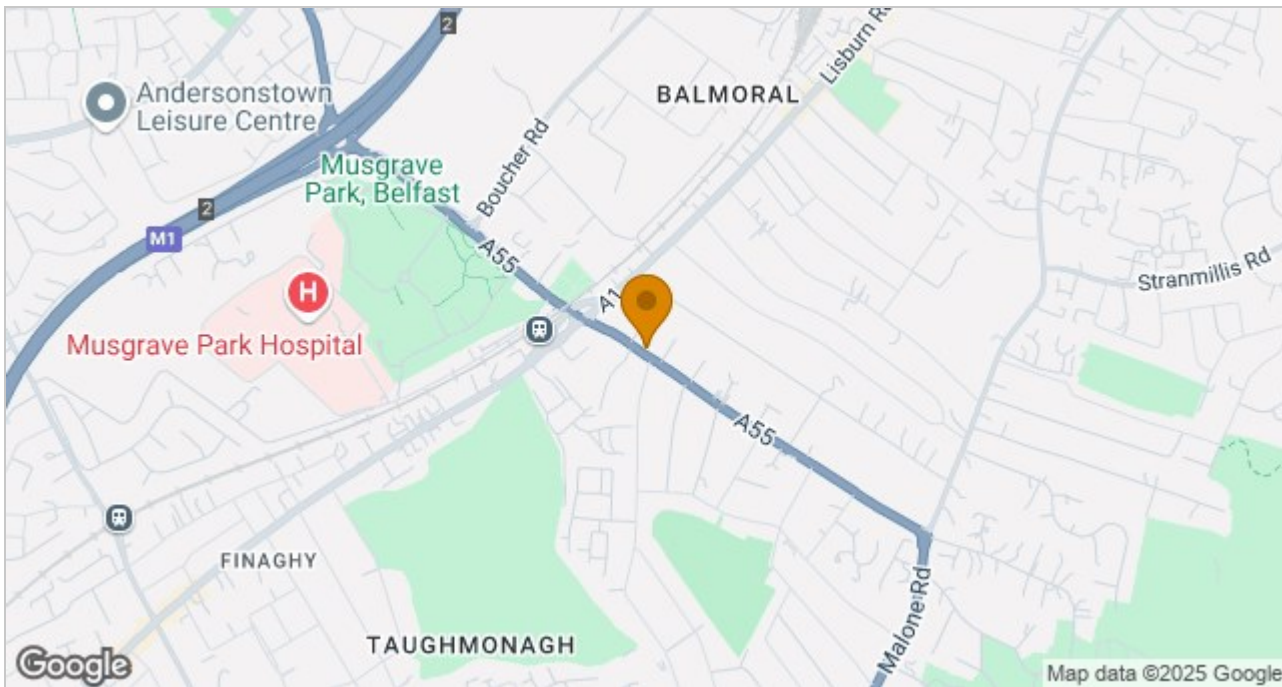 2
Andersonstown
Leisure Centre
BALMORAL
Lisburn Rd
Boucher Rd
Musgrave
Park, Belfast
2
M1
A55
A1
Stranmillis Rd
H
Musgrave Park Hospital
A55
FINAGHY
Malone Rd
TAUGHMONAGH
Google
Map data ©2025 Google